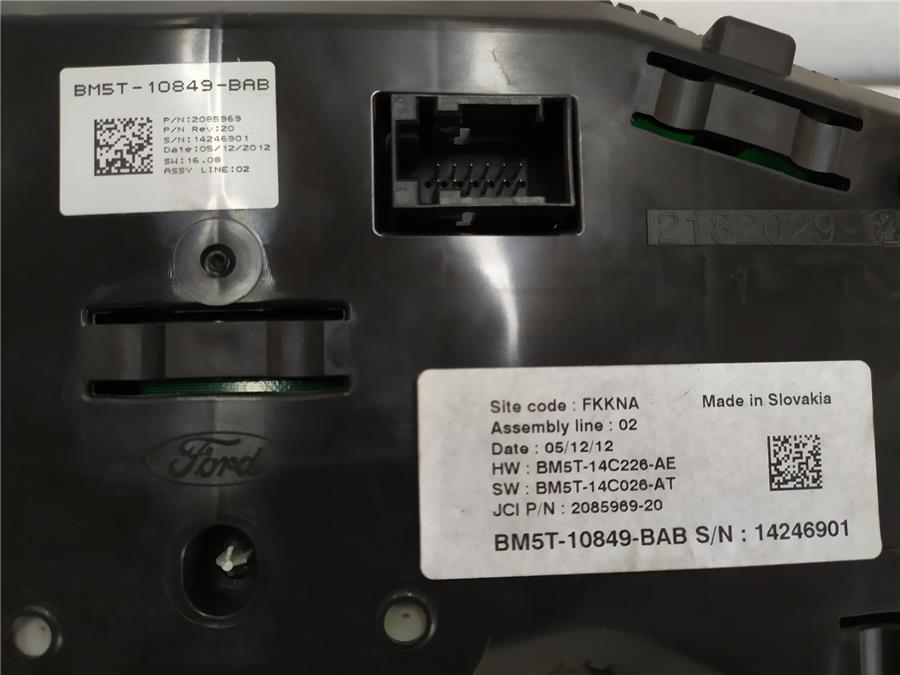 BM5T-10849-BAB
P/N:2085969
P/N Rev:20
S/N:14246901
Date:05/12/2012
SW:16.08
ASSY LINE:02
2182029 2
Ford
Site code : FKKNA
Made in Slovakia
Assembly line : 02
Date : 05/12/12
HW : BM5T-14C226-AE
SW : BM5T-14C026-AT
JCI P/N : 2085969-20
BM5T-10849-BAB S/N : 14246901